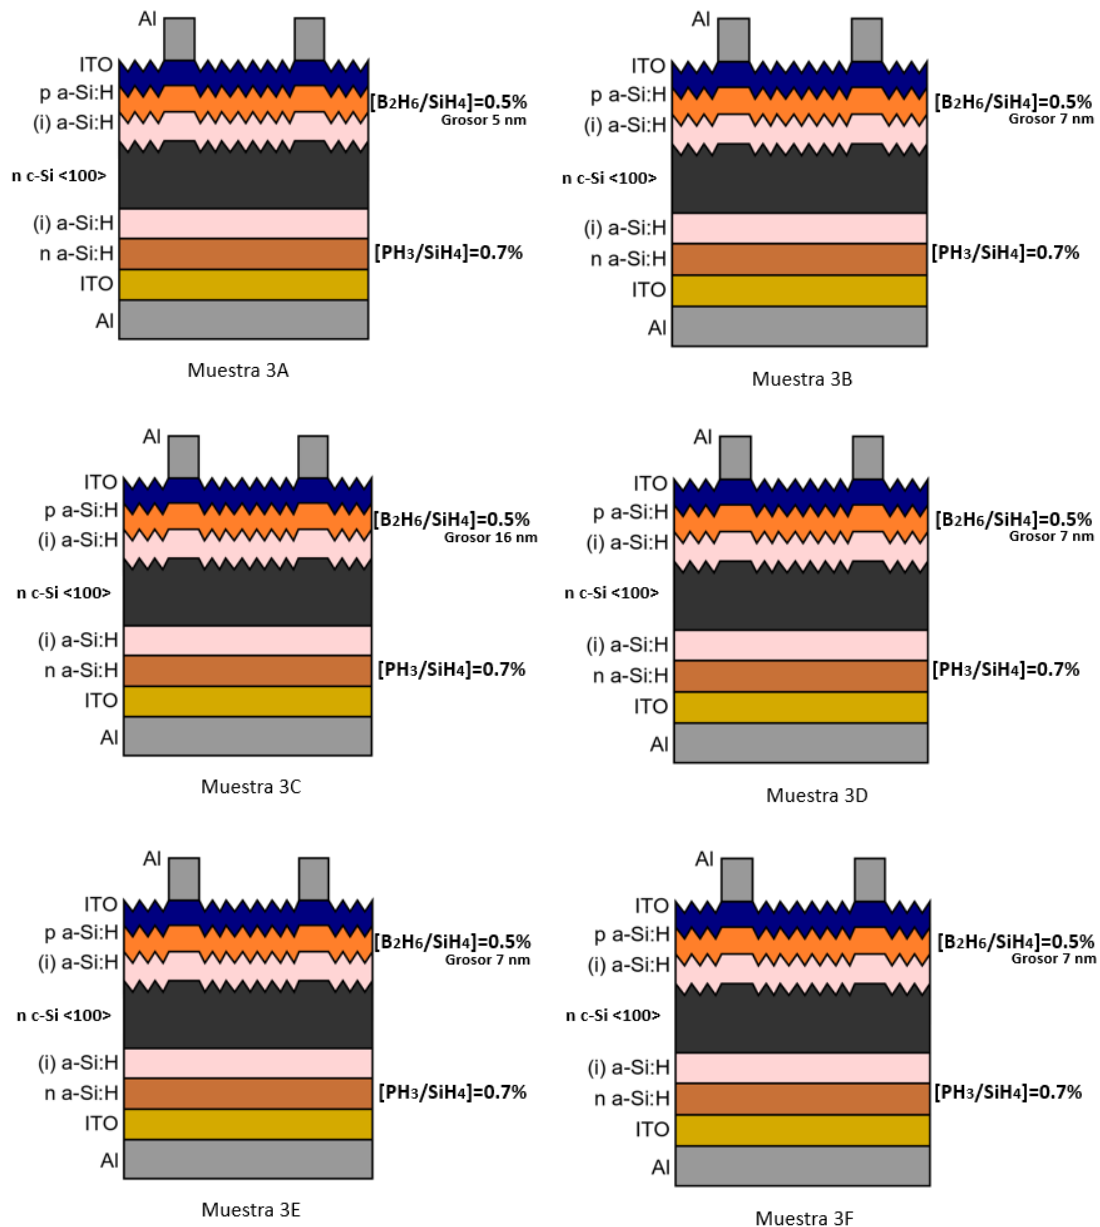 Al
ITO
p a-Si:H
[B2H6/SiH4]=0.5%
Grosor 5 nm
(i) a-Si:H
n c-Si <100>
(i) a-Si:H
n a-Si:H
[PH3/SiH4]=0.7%
ITO
Al
Muestra 3A
Al
ITO
p a-Si:H
[B2H6/SiH4]=0.5%
Grosor 7 nm
(i) a-Si:H
n c-Si <100>
(i) a-Si:H
n a-Si:H
[PH3/SiH4]=0.7%
ITO
Al
Muestra 3B
Al
ITO
p a-Si:H
[B2H6/SiH4]=0.5%
Grosor 16 nm
(i) a-Si:H
n c-Si <100>
(i) a-Si:H
n a-Si:H
[PH3/SiH4]=0.7%
ITO
Al
Muestra 3C
Al
ITO
p a-Si:H
[B2H6/SiH4]=0.5%
Grosor 7 nm
(i) a-Si:H
n c-Si <100>
(i) a-Si:H
n a-Si:H
[PH3/SiH4]=0.7%
ITO
Al
Muestra 3D
Al
ITO
p a-Si:H
[B2H6/SiH4]=0.5%
Grosor 7 nm
(i) a-Si:H
n c-Si <100>
(i) a-Si:H
n a-Si:H
[PH3/SiH4]=0.7%
ITO
Al
Muestra 3E
Al
ITO
p a-Si:H
[B2H6/SiH4]=0.5%
Grosor 7 nm
(i) a-Si:H
n c-Si <100>
(i) a-Si:H
n a-Si:H
[PH3/SiH4]=0.7%
ITO
Al
Muestra 3F